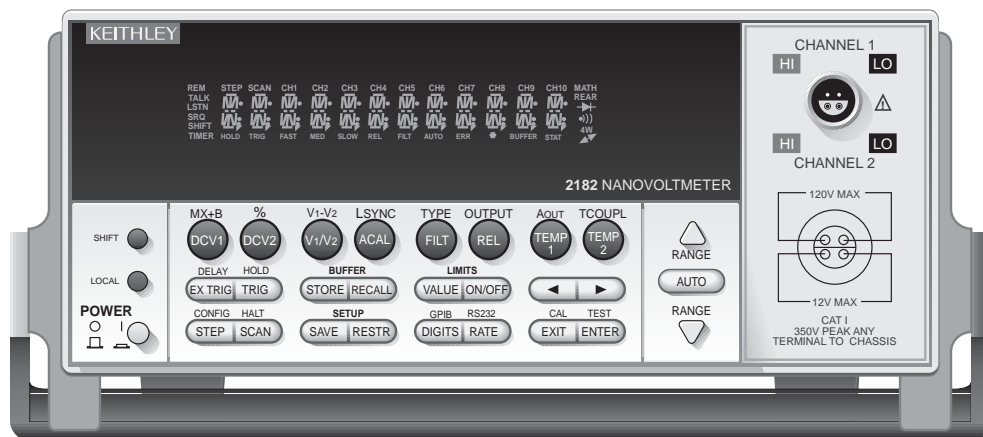 KEITHLEY
REM STEP SCAN CH1 CH2 CH3 CH4 CH5 CH6 CH7 CH8 CH9 CH10 MATH
TALK REAR
LSTN
SRQ
SHIFT 4W
TIMER HOLD TRIG FAST MED SLOW REL FILT AUTO ERR BUFFER STAT
2182 NANOVOLTMETER
CHANNEL 1
HI LO
HI LO
CHANNEL 2
120V MAX
12V MAX
CAT I
350V PEAK ANY
TERMINAL TO CHASSIS
SHIFT
LOCAL
POWER
O I
MX+B % V1-V2 LSYNC TYPE OUTPUT AOUT TCOUPL
DCV1 DCV2 V1/V2 ACAL FILT REL TEMP 1 TEMP 2
DELAY HOLD BUFFER LIMITS
EX TRIG TRIG STORE RECALL VALUE ON/OFF
CONFIG HALT SETUP GPIB RS232 CAL TEST
STEP SCAN SAVE RESTR DIGITS RATE EXIT ENTER
RANGE
AUTO
RANGE